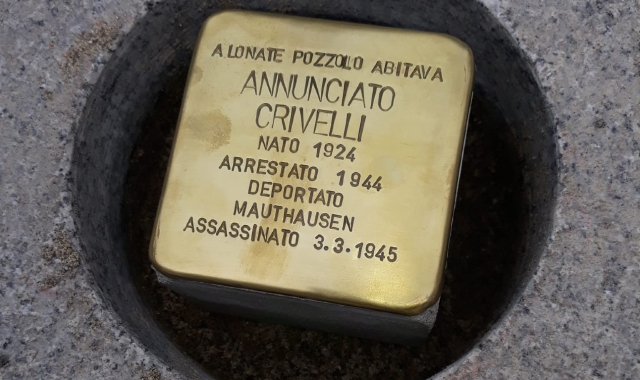 A LONATE POZZOLO ABITAVA
ANNUNCIATO
CRIVELLI
NATO 1924
ARRESTATO 1944
DEPORTATO
MAUTHAUSEN
ASSASSINATO 3.3.1945